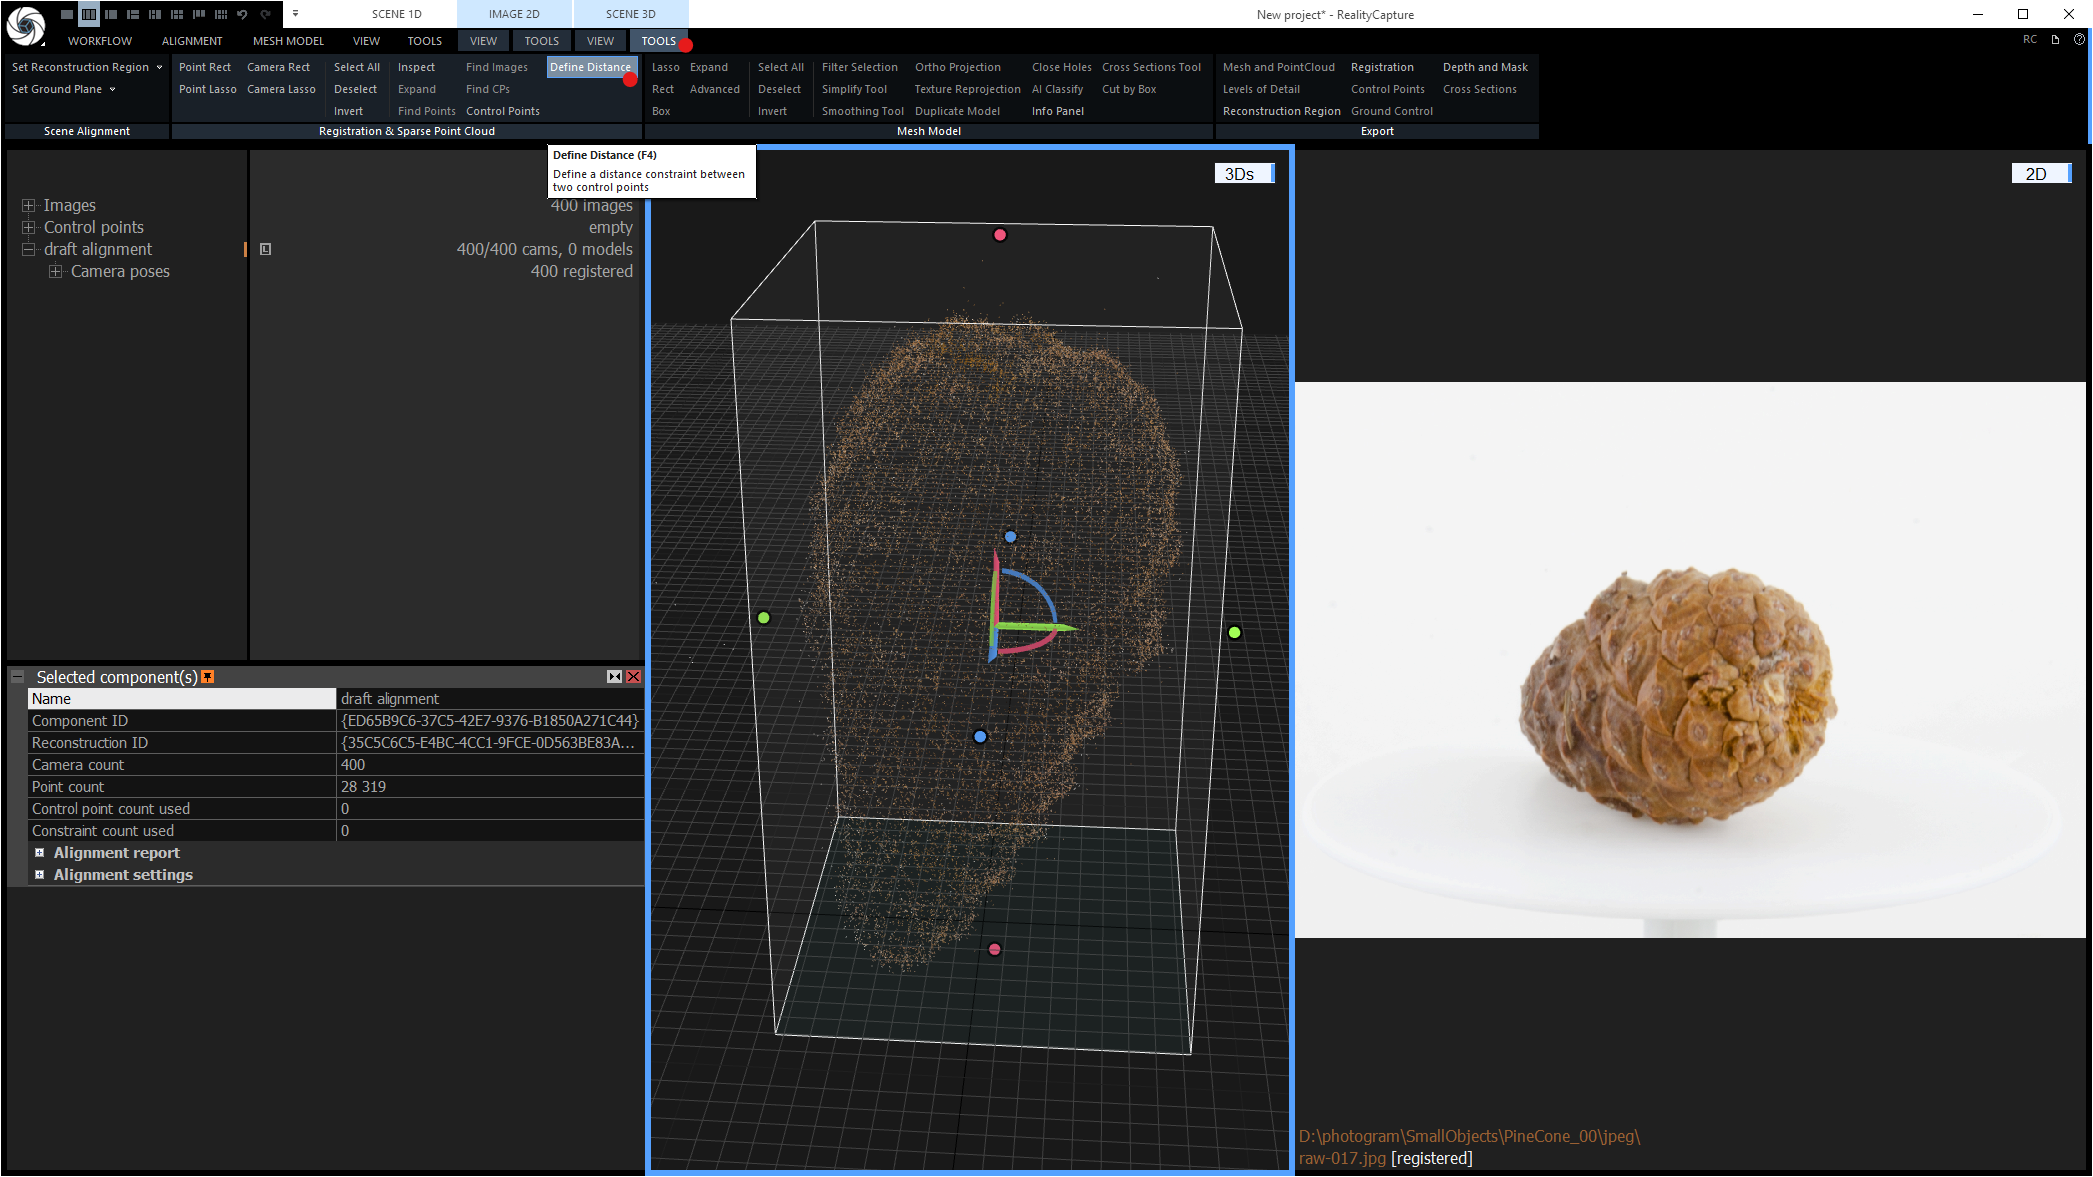 SCENE 1D IMAGE 2D SCENE 3D New project* - RealityCapture
WORKFLOW ALIGNMENT MESH MODEL VIEW TOOLS VIEW TOOLS VIEW TOOLS RC
Set Reconstruction Region Point Rect Camera Rect Select All Inspect Find Images Define Distance Lasso Expand Select All Filter Selection Ortho Projection Close Holes Cross Sections Tool Mesh and PointCloud Registration Depth and Mask
Set Ground Plane Point Lasso Camera Lasso Deselect Expand Find CPs Rect Advanced Deselect Simplify Tool Texture Reprojection AI Classify Cut by Box Levels of Detail Control Points Cross Sections
Invert Find Points Control Points Box Invert Smoothing Tool Duplicate Model Info Panel Reconstruction Region Ground Control
Scene Alignment Registration & Sparse Point Cloud Mesh Model Export
Define Distance (F4)
Define a distance constraint between
two control points
3Ds
2D
Images 400 images
Control points empty
draft alignment L 400/400 cams, 0 models
Camera poses 400 registered
Selected component(s)
Name draft alignment
Component ID {ED65B9C6-37C5-42E7-9376-B1850A271C44}
Reconstruction ID {35C5C6C5-E4BC-4CC1-9FCE-0D563BE83A...
Camera count 400
Point count 28 319
Control point count used 0
Constraint count used 0
Alignment report
Alignment settings
D:\photogram\SmallObjects\PineCone_00\jpeg\
raw-017.jpg [registered]